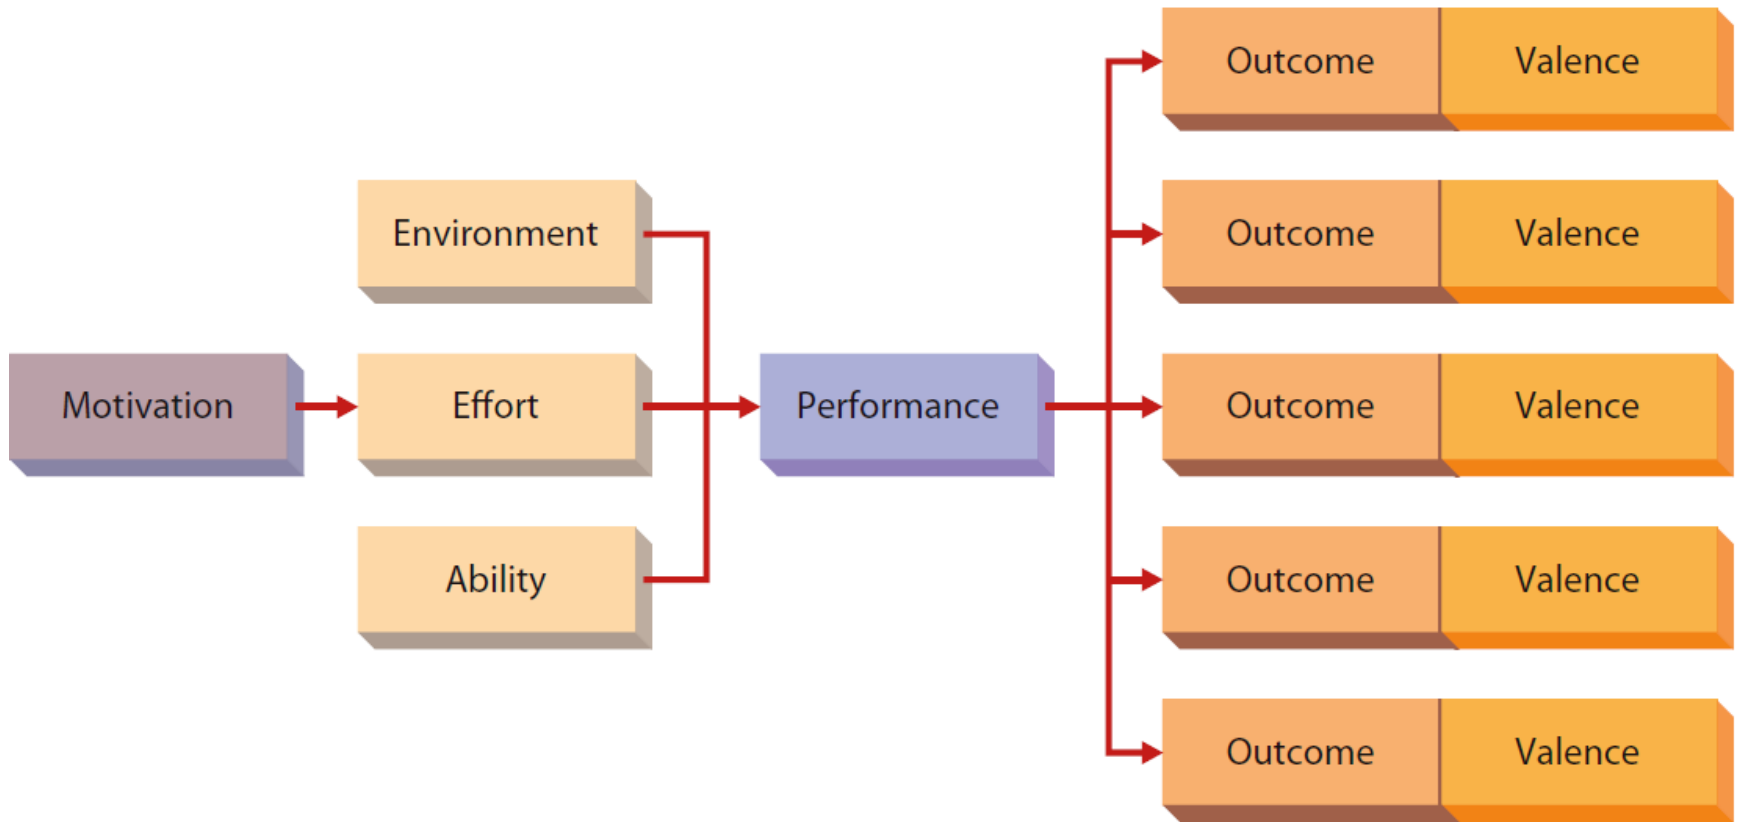 Outcome Valence
Environment Outcome Valence
Motivation Effort Performance Outcome Valence
Ability Outcome Valence
Outcome Valence